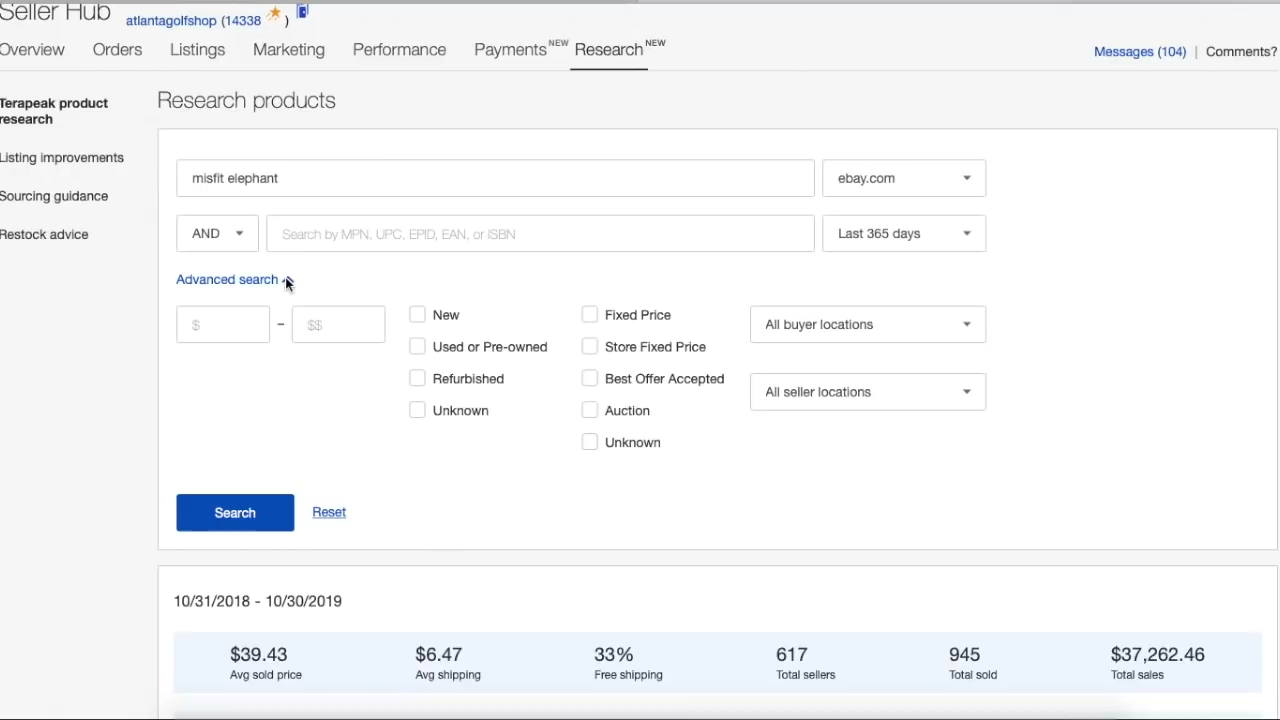 Seller Hub
atlantagolfshop (14338 )
Overview Orders Listings Marketing Performance Payments NEW Research NEW
Messages (104) | Comments?
Terapeak product
research
Listing improvements
Sourcing guidance
Restock advice
Research products
misfit elephant
ebay.com
AND
Search by MPN, UPC, EPID, EAN, or ISBN
Last 365 days
Advanced search
$ – $$
New
Used or Pre-owned
Refurbished
Unknown
Fixed Price
Store Fixed Price
Best Offer Accepted
Auction
Unknown
All buyer locations
All seller locations
Search Reset
10/31/2018 - 10/30/2019
$39.43 $6.47 33% 617 945 $37,262.46
Avg sold price Avg shipping Free shipping Total sellers Total sold Total sales